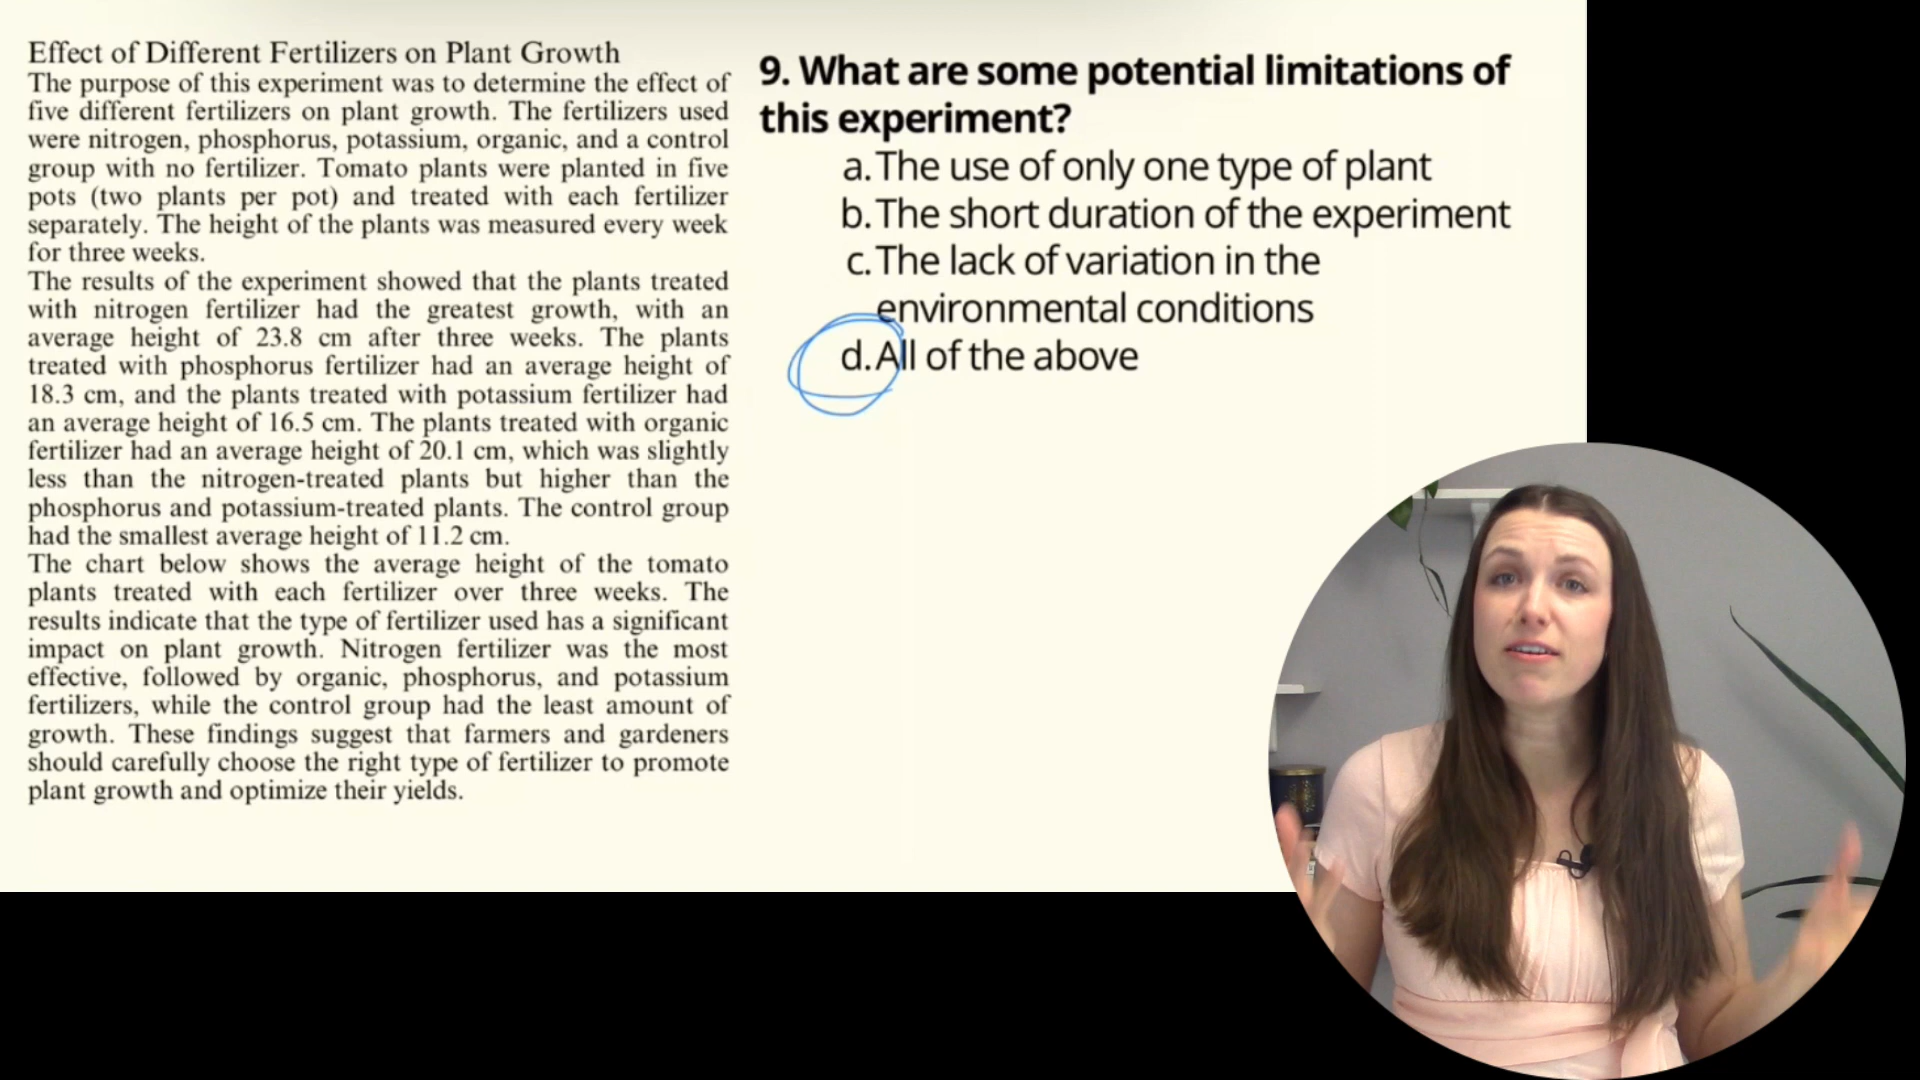 Effect of Different Fertilizers on Plant Growth
The purpose of this experiment was to determine the effect of
five different fertilizers on plant growth. The fertilizers used
were nitrogen, phosphorus, potassium, organic, and a control
group with no fertilizer. Tomato plants were planted in five
pots (two plants per pot) and treated with each fertilizer
separately. The height of the plants was measured every week
for three weeks.
The results of the experiment showed that the plants treated
with nitrogen fertilizer had the greatest growth, with an
average height of 23.8 cm after three weeks. The plants
treated with phosphorus fertilizer had an average height of
18.3 cm, and the plants treated with potassium fertilizer had
an average height of 16.5 cm. The plants treated with organic
fertilizer had an average height of 20.1 cm, which was slightly
less than the nitrogen-treated plants but higher than the
phosphorus and potassium-treated plants. The control group
had the smallest average height of 11.2 cm.
The chart below shows the average height of the tomato
plants treated with each fertilizer over three weeks. The
results indicate that the type of fertilizer used has a significant
impact on plant growth. Nitrogen fertilizer was the most
effective, followed by organic, phosphorus, and potassium
fertilizers, while the control group had the least amount of
growth. These findings suggest that farmers and gardeners
should carefully choose the right type of fertilizer to promote
plant growth and optimize their yields.
9. What are some potential limitations of
this experiment?
a. The use of only one type of plant
b. The short duration of the experiment
c. The lack of variation in the
environmental conditions
d. All of the above